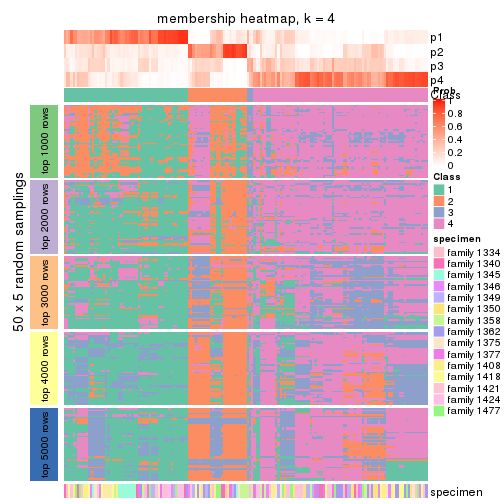 membership heatmap, k = 4
p1
p2
p3
p4
Class
Prob
1
0.8
0.6
0.4
0.2
0
Class
1
2
3
4
specimen
family 1334
family 1340
family 1345
family 1346
family 1349
family 1350
family 1358
family 1362
family 1375
family 1377
family 1408
family 1418
family 1421
family 1424
family 1477
50 x 5 random samplings
top 1000 rows
top 2000 rows
top 3000 rows
top 4000 rows
top 5000 rows
specimen